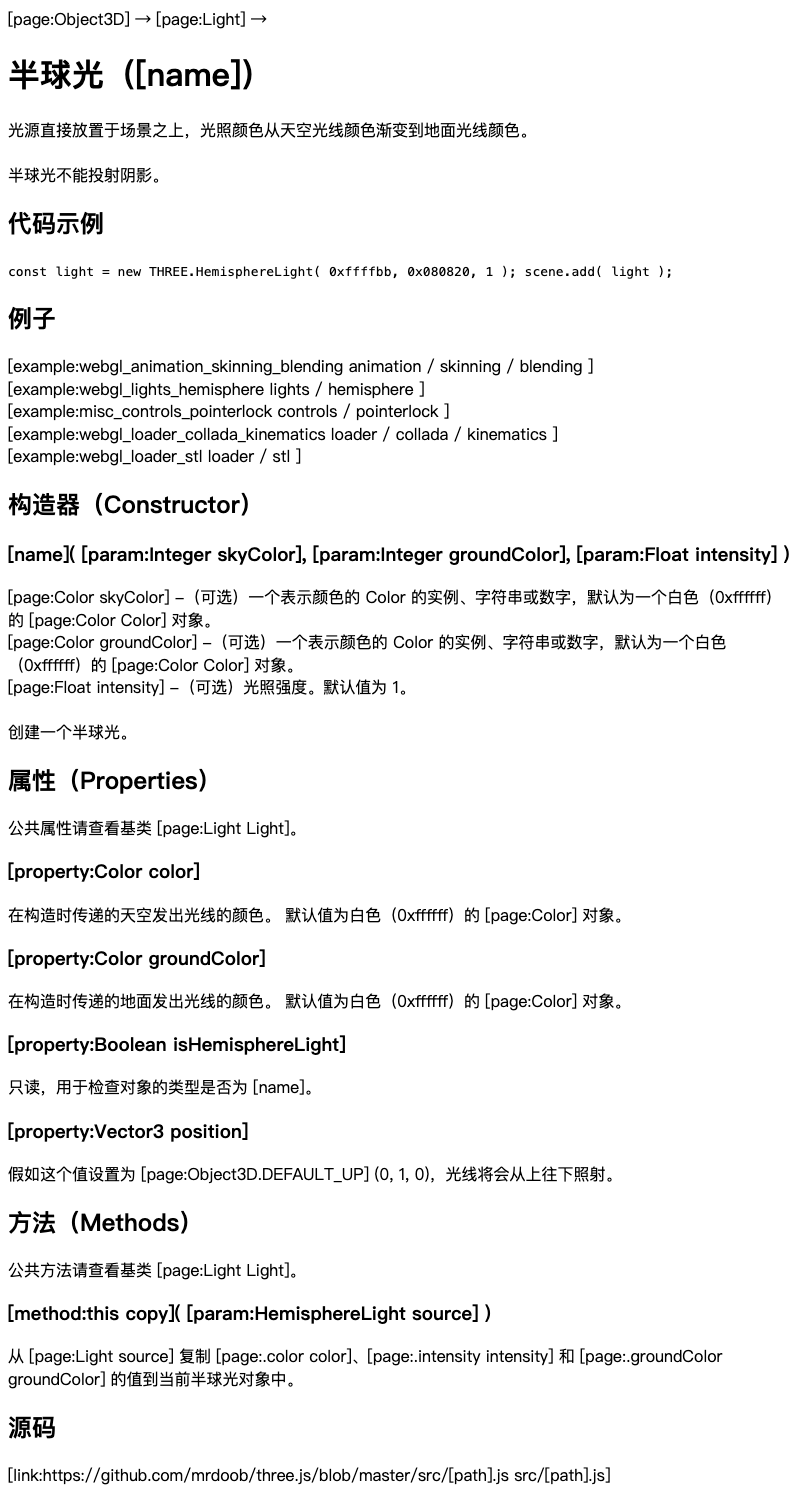 [page:Object3D] → [page:Light] →
半球光（[name]）
光源直接放置于场景之上，光照颜色从天空光线颜色渐变到地面光线颜色。
半球光不能投射阴影。
代码示例
const light = new THREE.HemisphereLight( 0xffffbb, 0x080820, 1 ); scene.add( light );
例子
[example:webgl_animation_skinning_blending animation / skinning / blending ]
[example:webgl_lights_hemisphere lights / hemisphere ]
[example:misc_controls_pointerlock controls / pointerlock ]
[example:webgl_loader_collada_kinematics loader / collada / kinematics ]
[example:webgl_loader_stl loader / stl ]
构造器（Constructor）
[name]( [param:Integer skyColor], [param:Integer groundColor], [param:Float intensity] )
[page:Color skyColor] –（可选）一个表示颜色的 Color 的实例、字符串或数字，默认为一个白色（0xffffff）
的 [page:Color Color] 对象。
[page:Color groundColor] –（可选）一个表示颜色的 Color 的实例、字符串或数字，默认为一个白色
（0xffffff）的 [page:Color Color] 对象。
[page:Float intensity] –（可选）光照强度。默认值为 1。
创建一个半球光。
属性（Properties）
公共属性请查看基类 [page:Light Light]。
[property:Color color]
在构造时传递的天空发出光线的颜色。 默认值为白色（0xffffff）的 [page:Color] 对象。
[property:Color groundColor]
在构造时传递的地面发出光线的颜色。 默认值为白色（0xffffff）的 [page:Color] 对象。
[property:Boolean isHemisphereLight]
只读，用于检查对象的类型是否为 [name]。
[property:Vector3 position]
假如这个值设置为 [page:Object3D.DEFAULT_UP] (0, 1, 0)，光线将会从上往下照射。
方法（Methods）
公共方法请查看基类 [page:Light Light]。
[method:this copy]( [param:HemisphereLight source] )
从 [page:Light source] 复制 [page:.color color]、[page:.intensity intensity] 和 [page:.groundColor
groundColor] 的值到当前半球光对象中。
源码
[link:https://github.com/mrdoob/three.js/blob/master/src/[path].js src/[path].js]